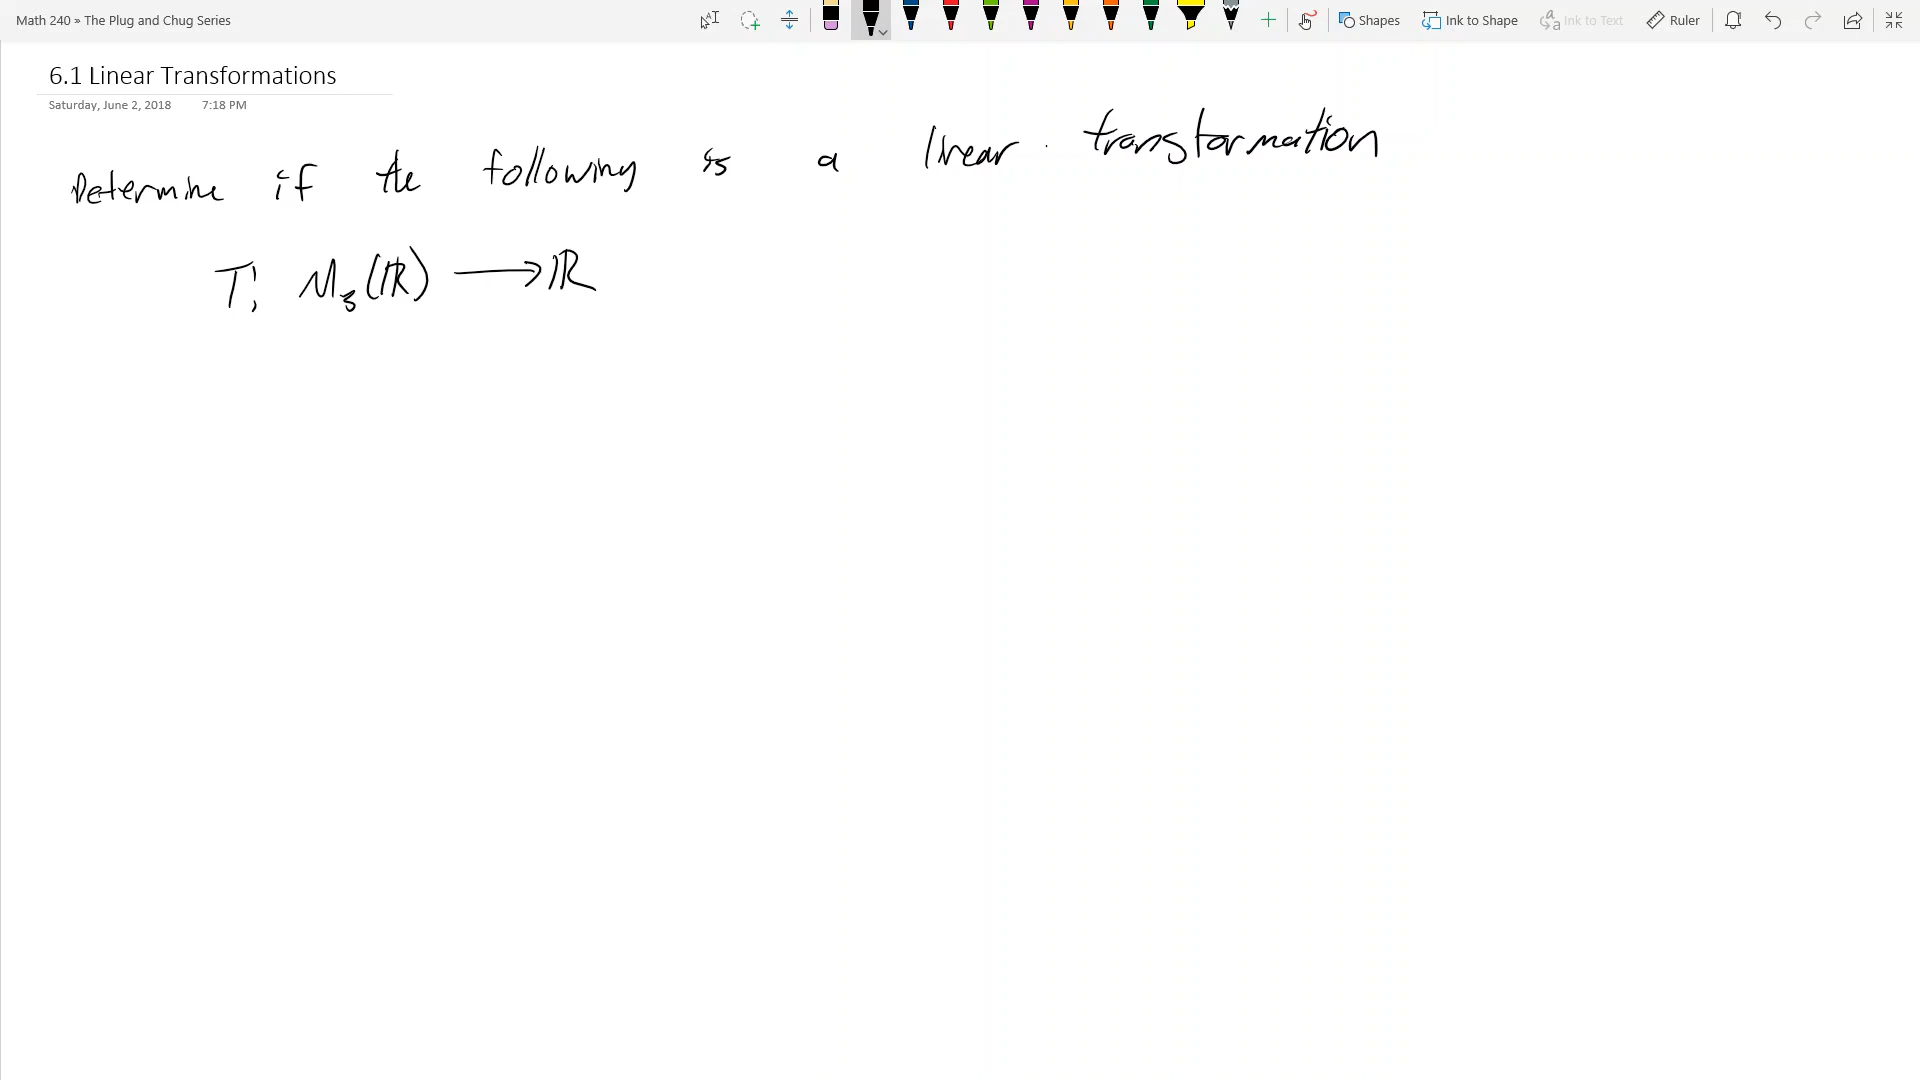 Math 240 » The Plug and Chug Series
Shapes Ink to Shape Ink to Text Ruler
6.1 Linear Transformations
Saturday, June 2, 2018 7:18 PM
Determine if the following is a linear transformation
T: M₃(ℝ) ⟶ ℝ